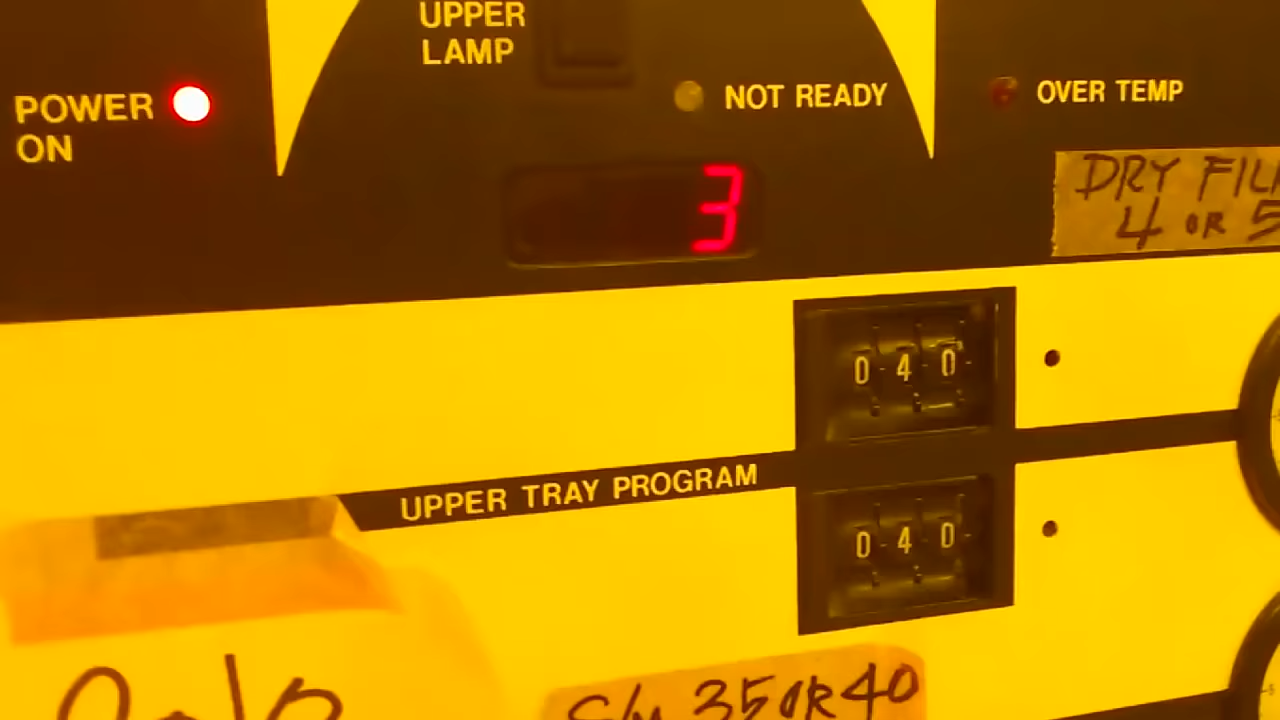 UPPER
LAMP
POWER
ON
NOT READY
OVER TEMP
DRY
4 OR 5
3
0 4 0
UPPER TRAY PROGRAM
0 4 0
S/M 35 OR 40